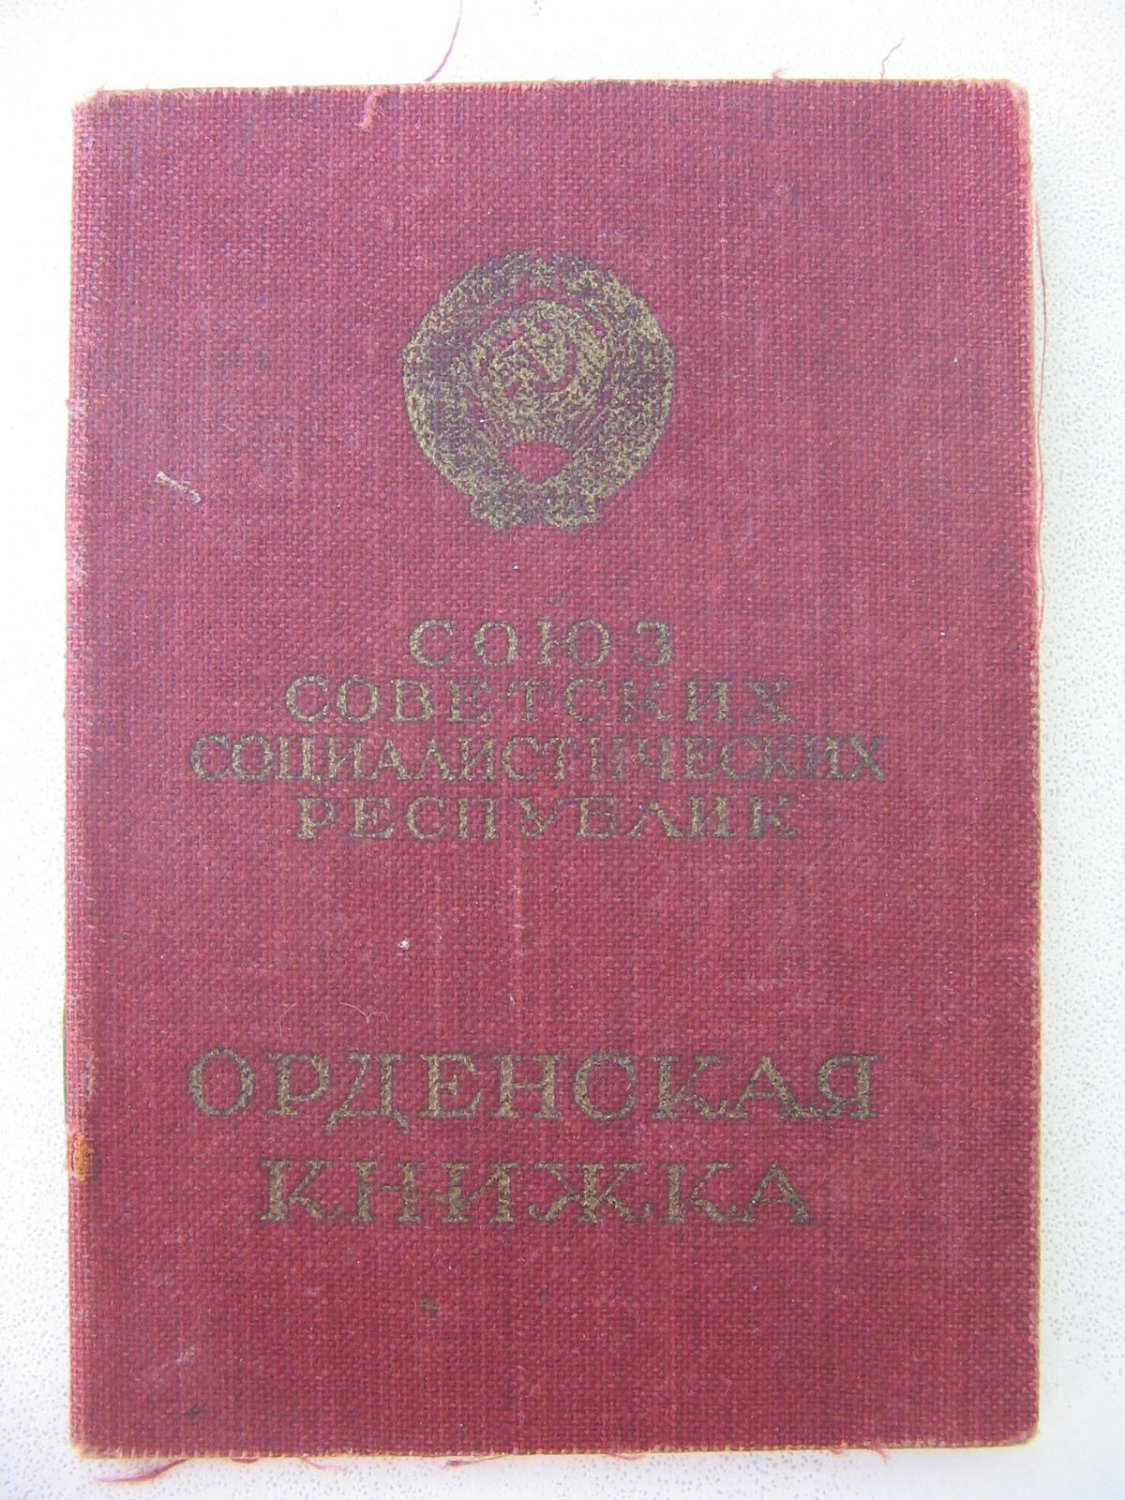 СОЮЗ
СОВЕТСКИХ
СОЦИАЛИСТИЧЕСКИХ
РЕСПУБЛИК
ОРДЕНСКАЯ
КНИЖКА